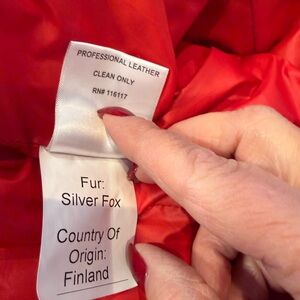 PROFESSIONAL LEATHER
CLEAN ONLY
RN# 116117
Fur:
Silver Fox
Country Of
Origin:
Finland